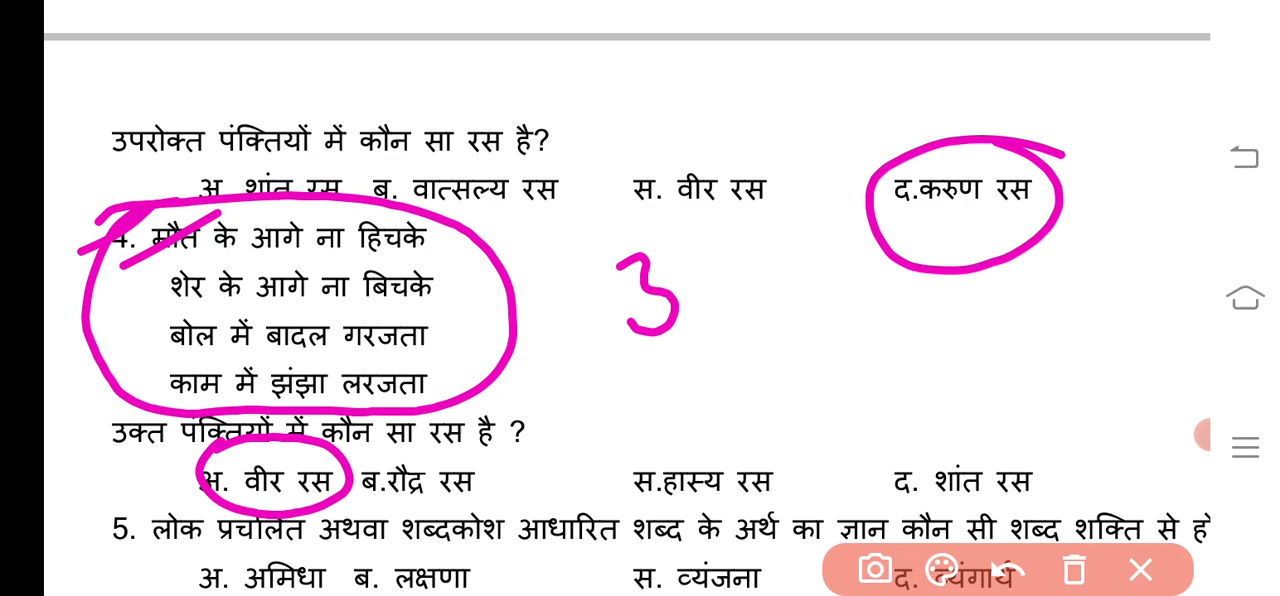 उपरोक्त पंक्तियों में कौन सा रस है?
अ. शांत रस ब. वात्सल्य रस स. वीर रस द.करुण रस
4. मौत के आगे ना हिचके
शेर के आगे ना बिचके
3
बोल में बादल गरजता
काम में झंझा लरजता
उक्त पंक्तियों में कौन सा रस है ?
अ. वीर रस ब.रौद्र रस स.हास्य रस द. शांत रस
5. लोक प्रचलित अथवा शब्दकोश आधारित शब्द के अर्थ का ज्ञान कौन सी शब्द शक्ति से हो
अ. अमिधा ब. लक्षणा स. व्यंजना द. व्यंगार्थ